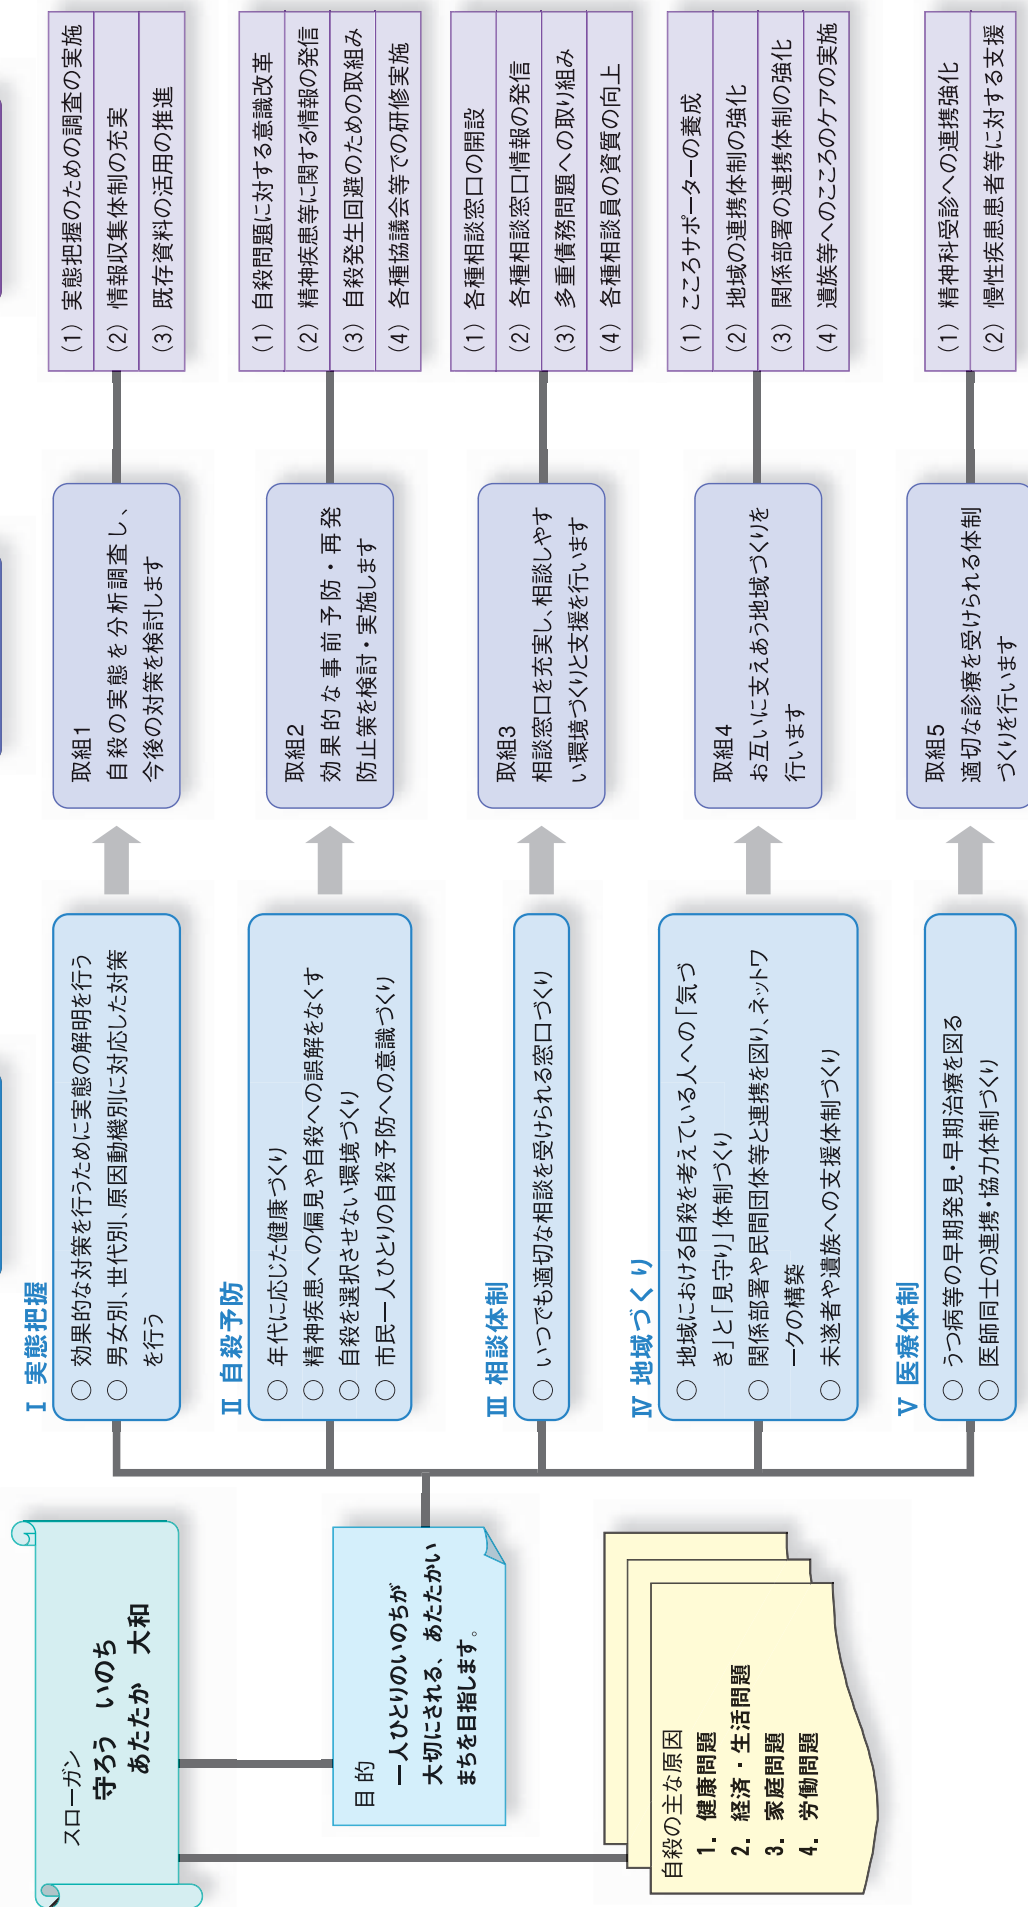 スローガン
守ろう　いのち
あたたか　大和
目 的
一人ひとりのいのちが
大切にされる、あたたかい
まちを目指します。
自殺の主な原因
1. 健康問題
2. 経済・生活問題
3. 家庭問題
4. 労働問題
Ⅰ 実態把握
○ 効果的な対策を行うために実態の解明を行う
○ 男女別、世代別、原因動機別に対応した対策
を行う
取組1
自殺の実態を分析調査し、
今後の対策を検討します
（1）実態把握のための調査の実施
（2）情報収集体制の充実
（3）既存資料の活用の推進
Ⅱ 自殺予防
○ 年代に応じた健康づくり
○ 精神疾患への偏見や自殺への誤解をなくす
○ 自殺を選択させない環境づくり
○ 市民一人ひとりの自殺予防への意識づくり
取組2
効果的な事前予防・再発
防止策を検討・実施します
（1）自殺問題に対する意識改革
（2）精神疾患等に関する情報の発信
（3）自殺発生回避のための取組み
（4）各種協議会等での研修実施
Ⅲ 相談体制
○ いつでも適切な相談を受けられる窓口づくり
取組3
相談窓口を充実し、相談しやす
い環境づくりと支援を行います
（1）各種相談窓口の開設
（2）各種相談窓口情報の発信
（3）多重債務問題への取り組み
（4）各種相談員の資質の向上
Ⅳ 地域づくり
○ 地域における自殺を考えている人への「気づ
き」と「見守り」体制づくり
○ 関係部署や民間団体等と連携を図り、ネットワ
ークの構築
○ 未遂者や遺族への支援体制づくり
取組4
お互いに支えあう地域づくりを
行います
（1）こころサポーターの養成
（2）地域の連携体制の強化
（3）関係部署の連携体制の強化
（4）遺族等へのこころのケアの実施
Ⅴ 医療体制
○ うつ病等の早期発見・早期治療を図る
○ 医師同士の連携・協力体制づくり
取組5
適切な診療を受けられる体制
づくりを行います
（1）精神科受診への連携強化
（2）慢性疾患患者等に対する支援